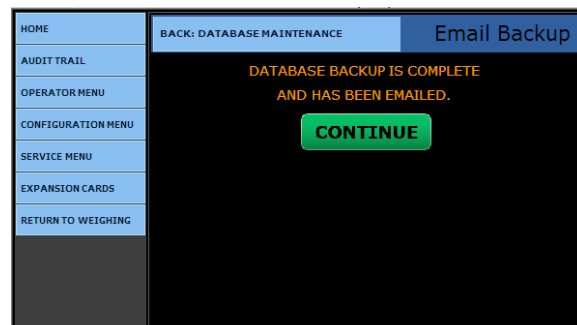 HOME
AUDIT TRAIL
OPERATOR MENU
CONFIGURATION MENU
SERVICE MENU
EXPANSION CARDS
RETURN TO WEIGHING
BACK: DATABASE MAINTENANCE
Email Backup
DATABASE BACKUP IS COMPLETE
AND HAS BEEN EMAILED.
CONTINUE